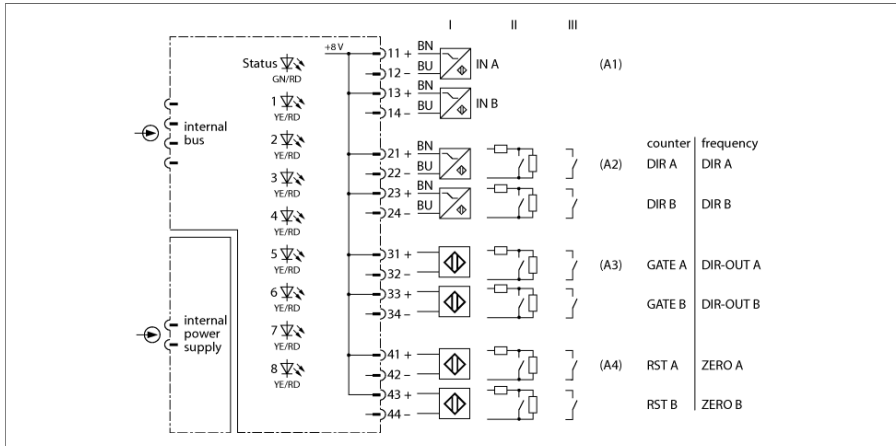 I II III
+8 V 11 + BN
Status IN A (A1)
GN/RD 12 – BU
13 + BN
1 IN B
YE/RD 14 – BU
internal bus
2
YE/RD
counter frequency
21 + BN
3 (A2) DIR A DIR A
YE/RD 22 – BU
23 + BN
4 DIR B DIR B
YE/RD 24 – BU
5 31 +
YE/RD (A3) GATE A DIR-OUT A
32 –
6 33 +
YE/RD GATE B DIR-OUT B
34 –
internal power supply
7
YE/RD
41 +
8 (A4) RST A ZERO A
YE/RD 42 –
43 +
RST B ZERO B
44 –